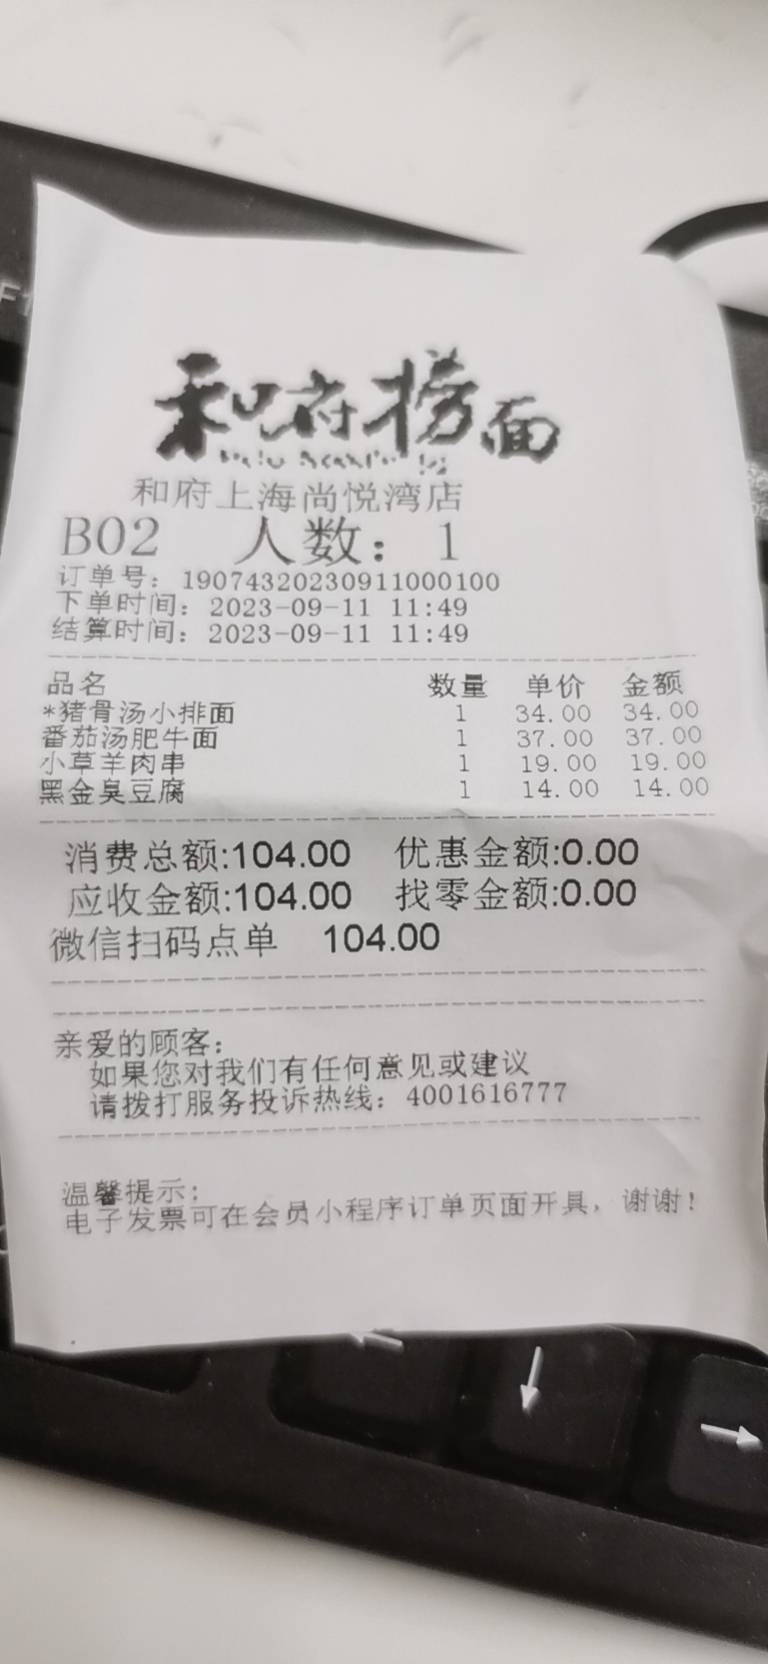 和府捞面
和府上海尚悦湾店
B02 人数: 1
订单号: 19074320230911000100
下单时间: 2023-09-11 11:49
结算时间: 2023-09-11 11:49
品名 数量 单价 金额
*猪骨汤小排面 1 34.00 34.00
番茄汤肥牛面 1 37.00 37.00
小草羊肉串 1 19.00 19.00
黑金臭豆腐 1 14.00 14.00
消费总额:104.00 优惠金额:0.00
应收金额:104.00 找零金额:0.00
微信扫码点单 104.00
亲爱的顾客:
如果您对我们有任何意见或建议
请拨打服务投诉热线: 4001616777
温馨提示:
电子发票可在会员小程序订单页面开具，谢谢!